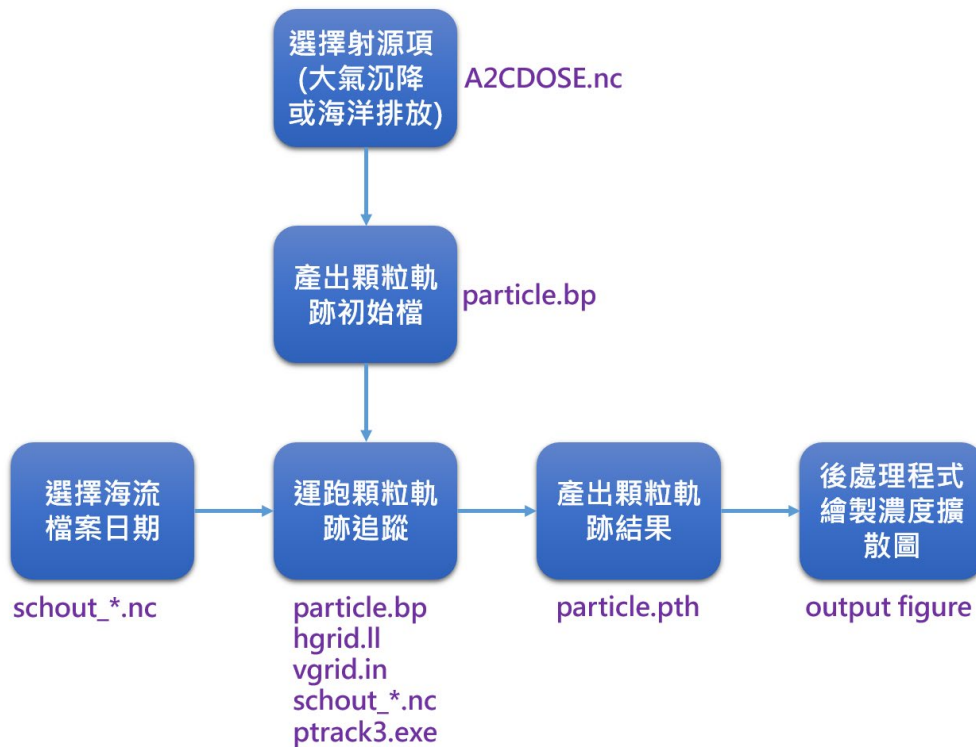 選擇射源項
(大氣沉降
或海洋排放)
A2CDOSE.nc
產出顆粒軌
跡初始檔
particle.bp
選擇海流
檔案日期
schout_*.nc
運跑顆粒軌
跡追蹤
particle.bp
hgrid.ll
vgrid.in
schout_*.nc
ptrack3.exe
產出顆粒軌
跡結果
particle.pth
後處理程式
繪製濃度擴
散圖
output figure